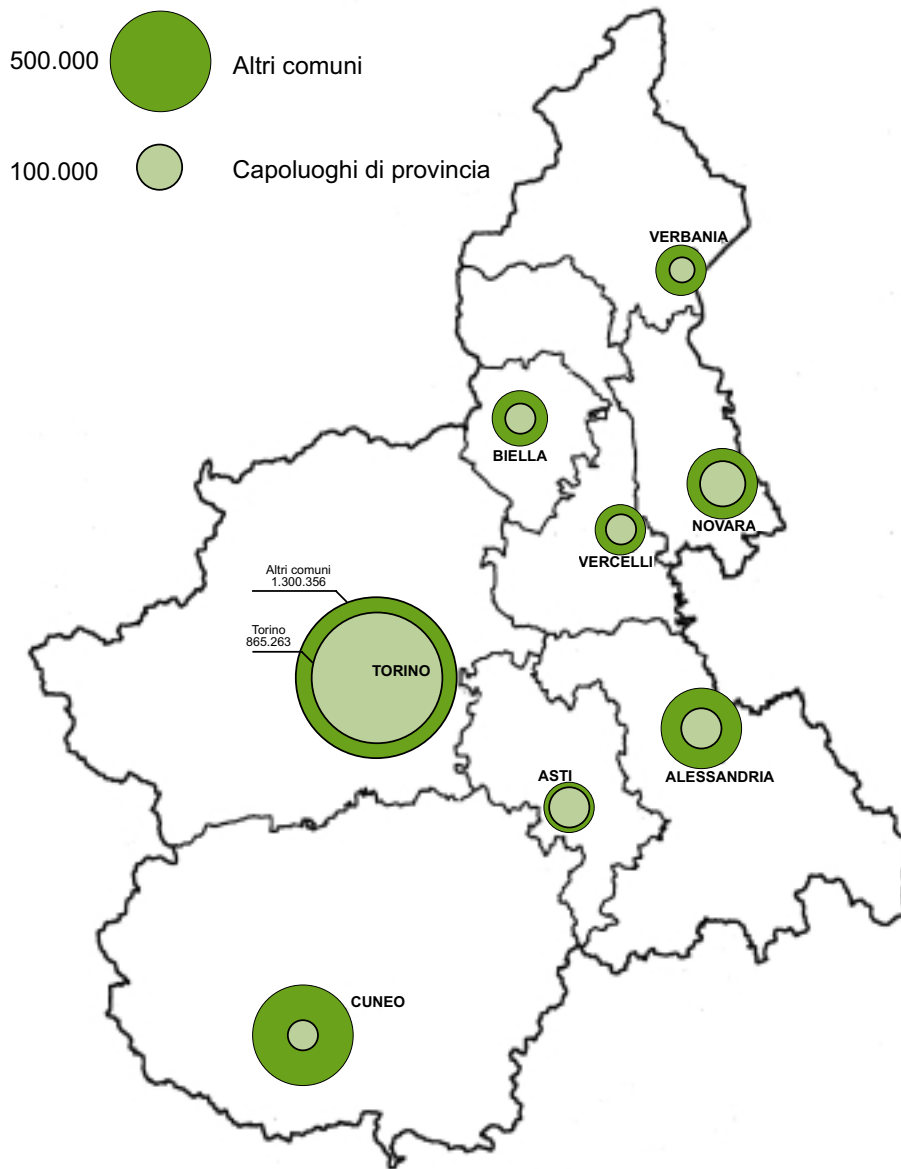 500.000
Altri comuni
100.000
Capoluoghi di provincia
VERBANIA
BIELLA
NOVARA
VERCELLI
Altri comuni
1.300.356
Torino
865.263
TORINO
ASTI
ALESSANDRIA
CUNEO